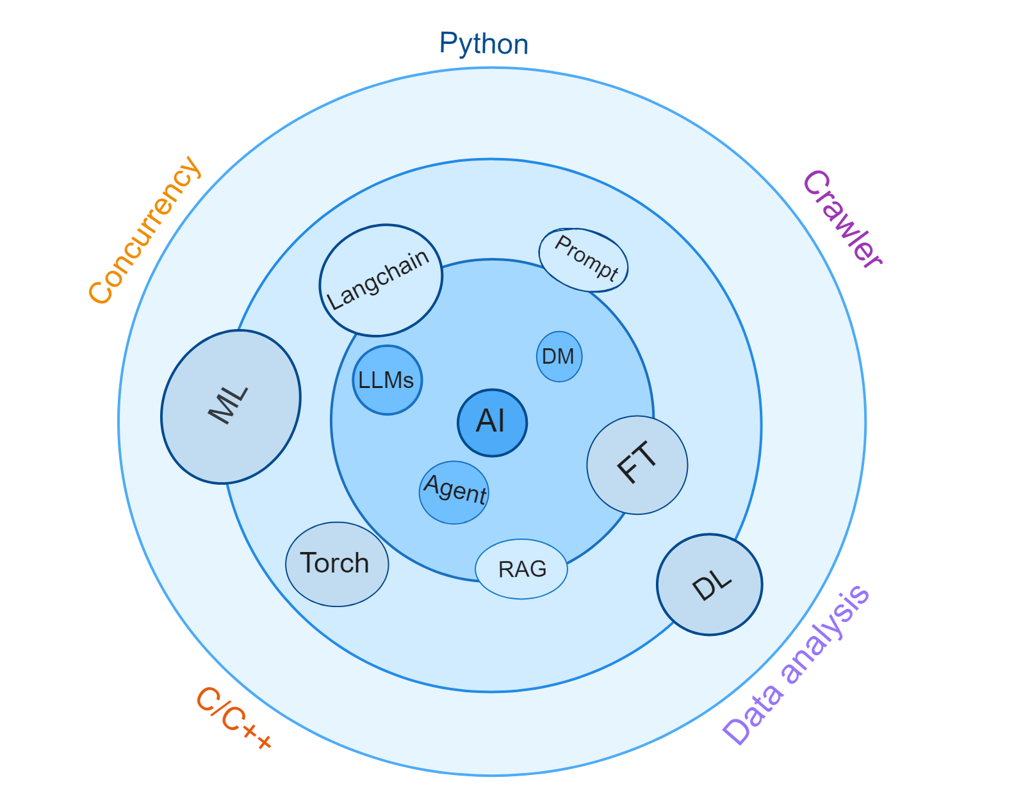 Python
Concurrency
Crawler
Langchain
Prompt
DM
LLMs
ML
AI
FT
Agent
Torch
RAG
DL
Data analysis
C/C++